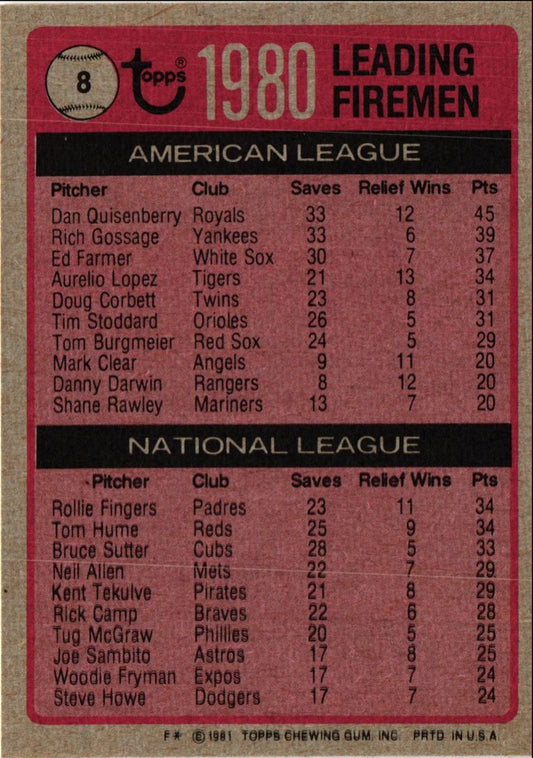 8 Topps® 1980 LEADING
FIREMEN
AMERICAN LEAGUE
Pitcher Club Saves Relief Wins Pts
Dan Quisenberry Royals 33 12 45
Rich Gossage Yankees 33 6 39
Ed Farmer White Sox 30 7 37
Aurelio Lopez Tigers 21 13 34
Doug Corbett Twins 23 8 31
Tim Stoddard Orioles 26 5 31
Tom Burgmeier Red Sox 24 5 29
Mark Clear Angels 9 11 20
Danny Darwin Rangers 8 12 20
Shane Rawley Mariners 13 7 20
NATIONAL LEAGUE
Pitcher Club Saves Relief Wins Pts
Rollie Fingers Padres 23 11 34
Tom Hume Reds 25 9 34
Bruce Sutter Cubs 28 5 33
Neil Allen Mets 22 7 29
Kent Tekulve Pirates 21 8 29
Rick Camp Braves 22 6 28
Tug McGraw Phillies 20 5 25
Joe Sambito Astros 17 8 25
Woodie Fryman Expos 17 7 24
Steve Howe Dodgers 17 7 24
F* © 1981 TOPPS CHEWING GUM, INC. PRTD. IN U.S.A.